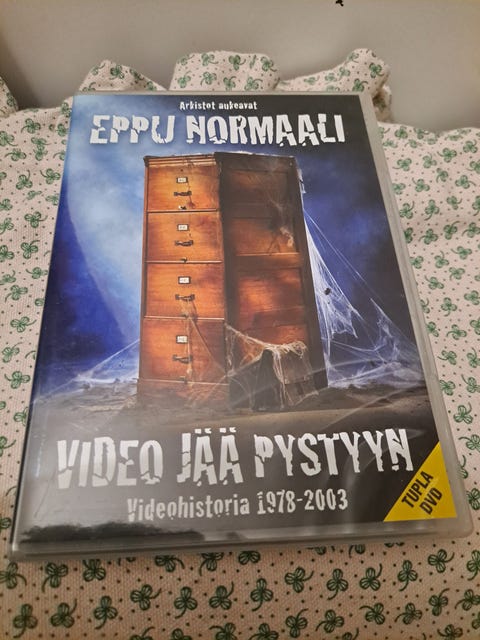 Arkistot aukeavat
EPPU NORMAALI
VIDEO JÄÄ PYSTYYN
Videohistoria 1978-2003
TUPLA
DVD